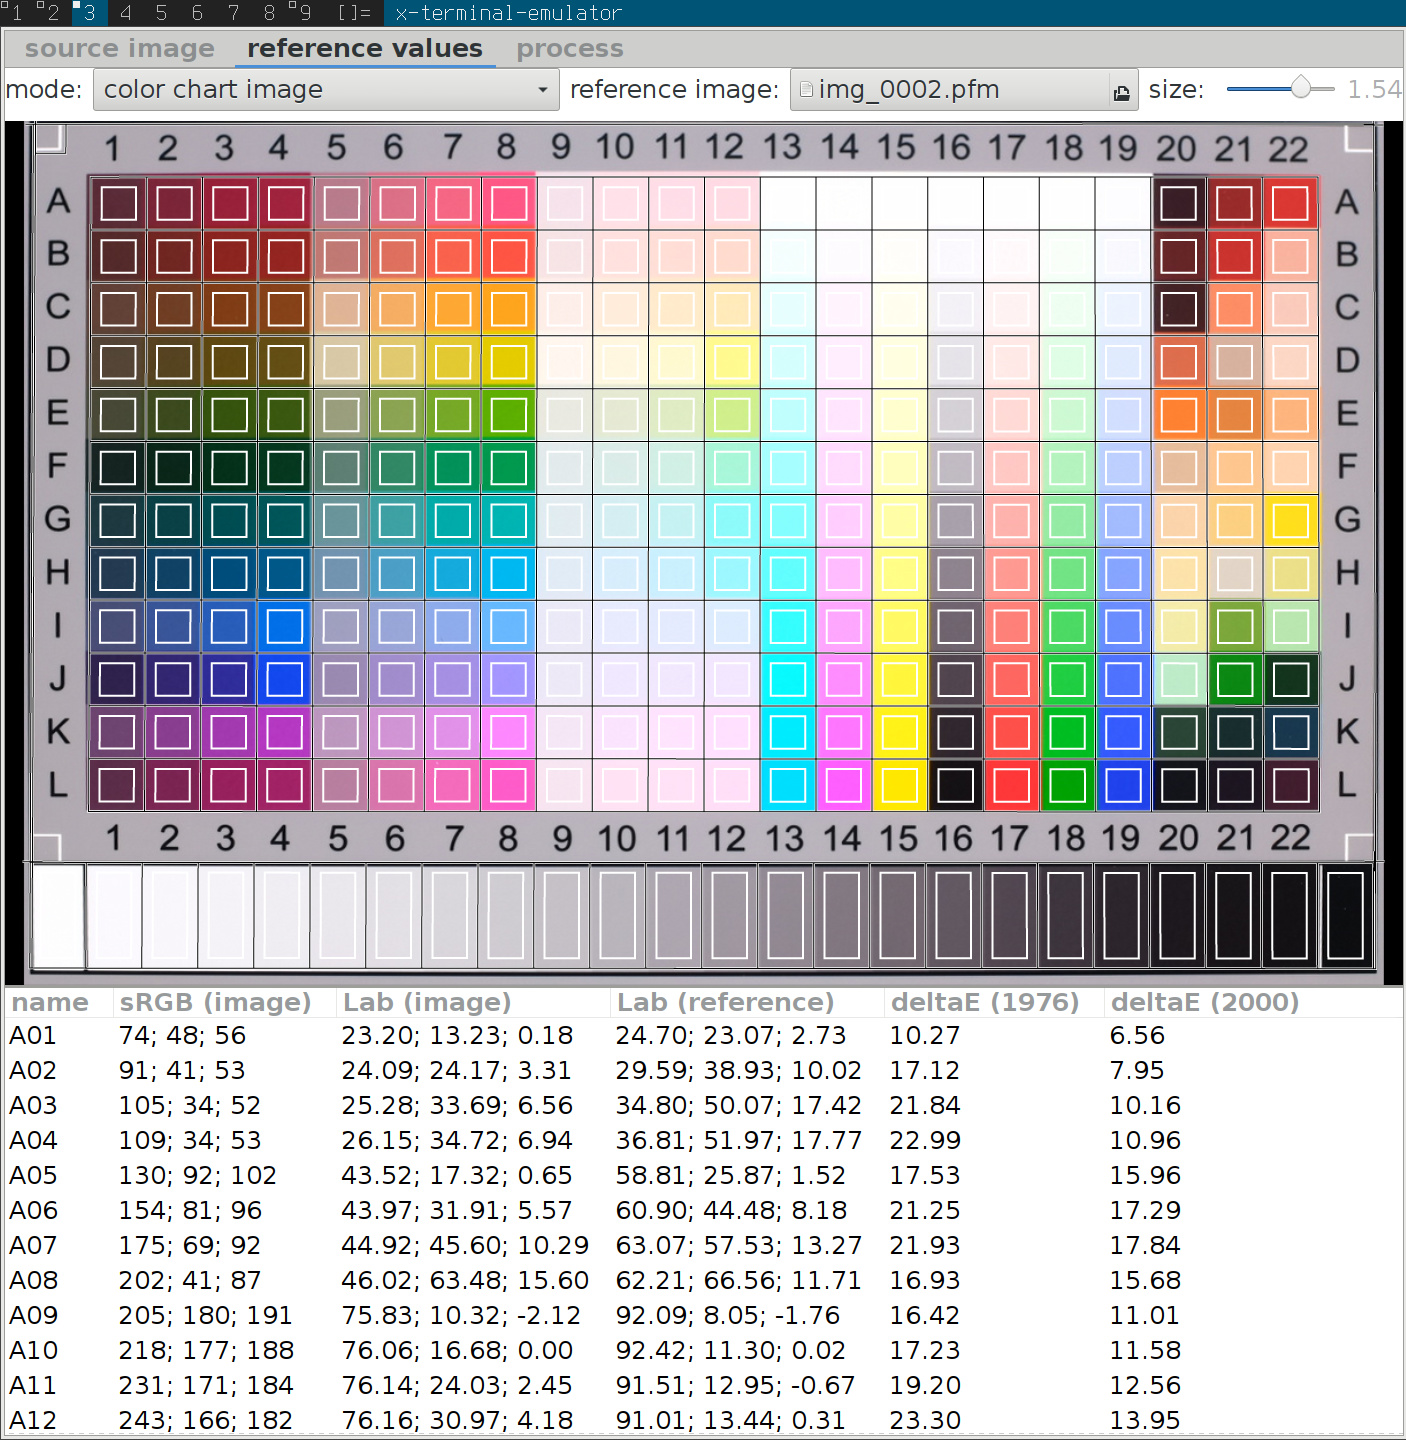 1 2 3 4 5 6 7 8 9 []= x-terminal-emulator
source image reference values process
mode: color chart image reference image: img_0002.pfm size: 1.54
1 2 3 4 5 6 7 8 9 10 11 12 13 14 15 16 17 18 19 20 21 22
A A
B B
C C
D D
E E
F F
G G
H H
I I
J J
K K
L L
1 2 3 4 5 6 7 8 9 10 11 12 13 14 15 16 17 18 19 20 21 22
name sRGB (image) Lab (image) Lab (reference) deltaE (1976) deltaE (2000)
A01 74; 48; 56 23.20; 13.23; 0.18 24.70; 23.07; 2.73 10.27 6.56
A02 91; 41; 53 24.09; 24.17; 3.31 29.59; 38.93; 10.02 17.12 7.95
A03 105; 34; 52 25.28; 33.69; 6.56 34.80; 50.07; 17.42 21.84 10.16
A04 109; 34; 53 26.15; 34.72; 6.94 36.81; 51.97; 17.77 22.99 10.96
A05 130; 92; 102 43.52; 17.32; 0.65 58.81; 25.87; 1.52 17.53 15.96
A06 154; 81; 96 43.97; 31.91; 5.57 60.90; 44.48; 8.18 21.25 17.29
A07 175; 69; 92 44.92; 45.60; 10.29 63.07; 57.53; 13.27 21.93 17.84
A08 202; 41; 87 46.02; 63.48; 15.60 62.21; 66.56; 11.71 16.93 15.68
A09 205; 180; 191 75.83; 10.32; -2.12 92.09; 8.05; -1.76 16.42 11.01
A10 218; 177; 188 76.06; 16.68; 0.00 92.42; 11.30; 0.02 17.23 11.58
A11 231; 171; 184 76.14; 24.03; 2.45 91.51; 12.95; -0.67 19.20 12.56
A12 243; 166; 182 76.16; 30.97; 4.18 91.01; 13.44; 0.31 23.30 13.95